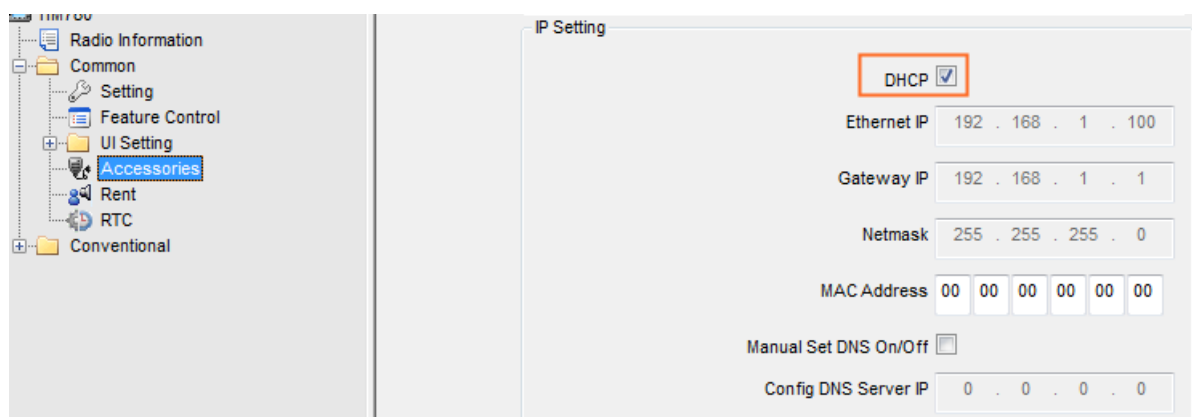 Radio Information
Common
Setting
Feature Control
UI Setting
Accessories
Rent
RTC
Conventional
IP Setting
DHCP
Ethernet IP 192 . 168 . 1 . 100
Gateway IP 192 . 168 . 1 . 1
Netmask 255 . 255 . 255 . 0
MAC Address 00 00 00 00 00 00
Manual Set DNS On/Off
Config DNS Server IP 0 . 0 . 0 . 0